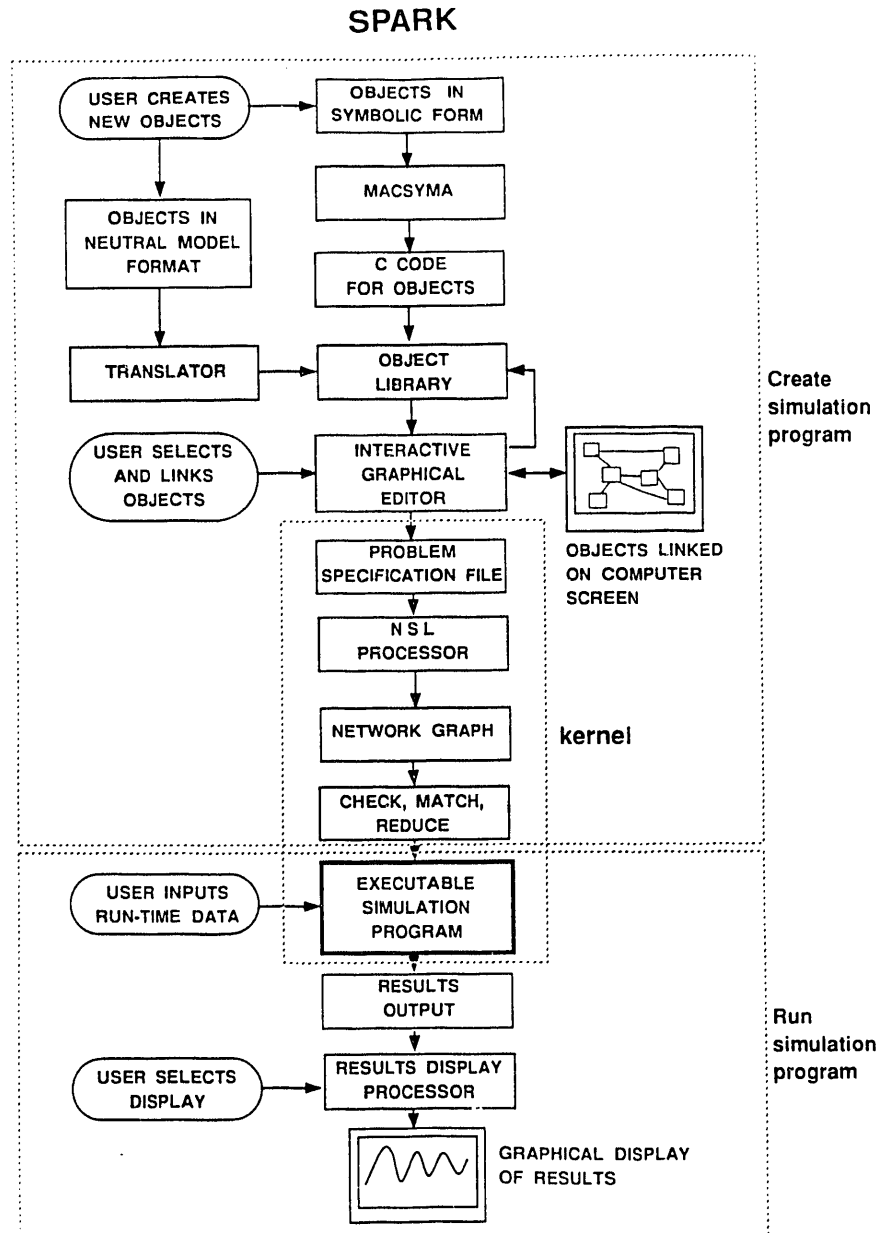 SPARK
USER CREATES
NEW OBJECTS
OBJECTS IN
SYMBOLIC FORM
MACSYMA
OBJECTS IN
NEUTRAL MODEL
FORMAT
C CODE
FOR OBJECTS
TRANSLATOR
OBJECT
LIBRARY
Create
simulation
program
USER SELECTS
AND LINKS
OBJECTS
INTERACTIVE
GRAPHICAL
EDITOR
OBJECTS LINKED
ON COMPUTER
SCREEN
PROBLEM
SPECIFICATION FILE
N S L
PROCESSOR
NETWORK GRAPH
kernel
CHECK, MATCH,
REDUCE
USER INPUTS
RUN-TIME DATA
EXECUTABLE
SIMULATION
PROGRAM
RESULTS
OUTPUT
Run
simulation
program
USER SELECTS
DISPLAY
RESULTS DISPLAY
PROCESSOR
GRAPHICAL DISPLAY
OF RESULTS